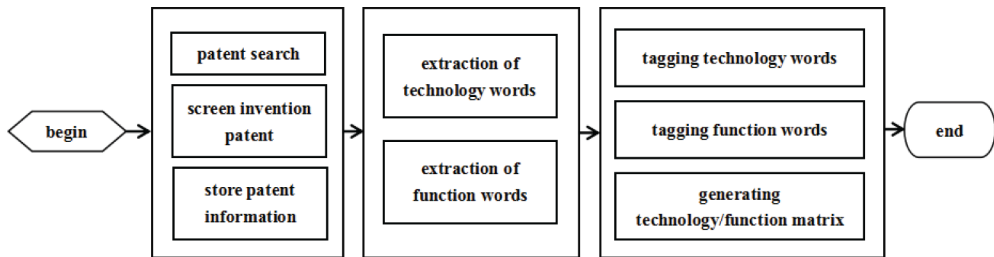 begin
patent search
screen invention
patent
store patent
information
extraction of
technology words
extraction of
function words
tagging technology words
tagging function words
generating
technology/function matrix
end